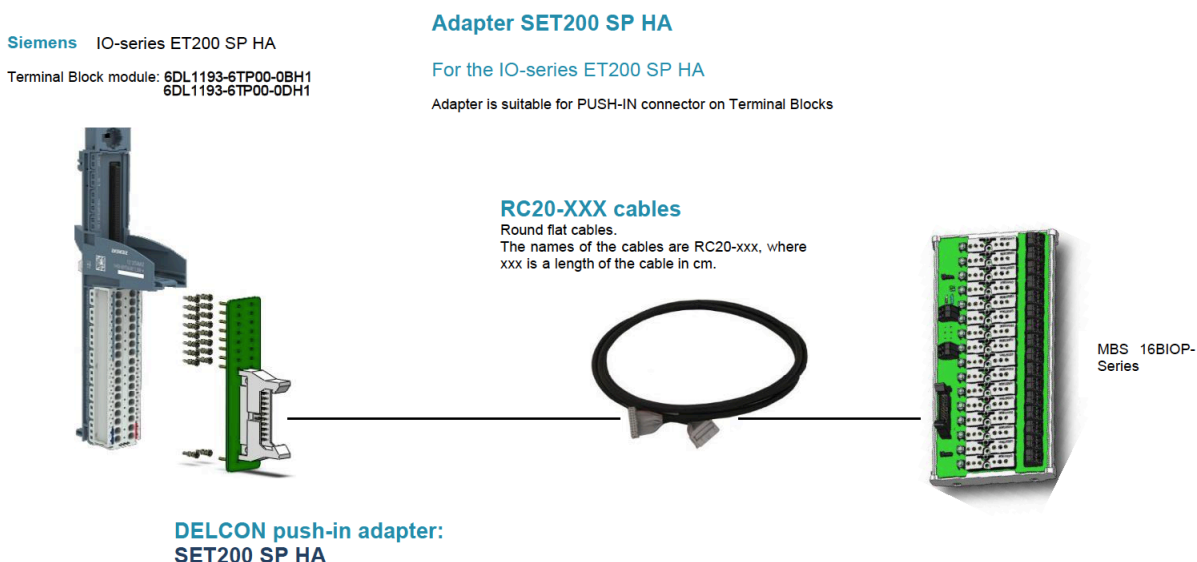 Adapter SET200 SP HA
Siemens IO-series ET200 SP HA
For the IO-series ET200 SP HA
Terminal Block module: 6DL1193-6TP00-0BH1
6DL1193-6TP00-0DH1
Adapter is suitable for PUSH-IN connector on Terminal Blocks
RC20-XXX cables
Round flat cables.
The names of the cables are RC20-xxx, where
xxx is a length of the cable in cm.
MBS 16BIOP-
Series
DELCON push-in adapter:
SET200 SP HA